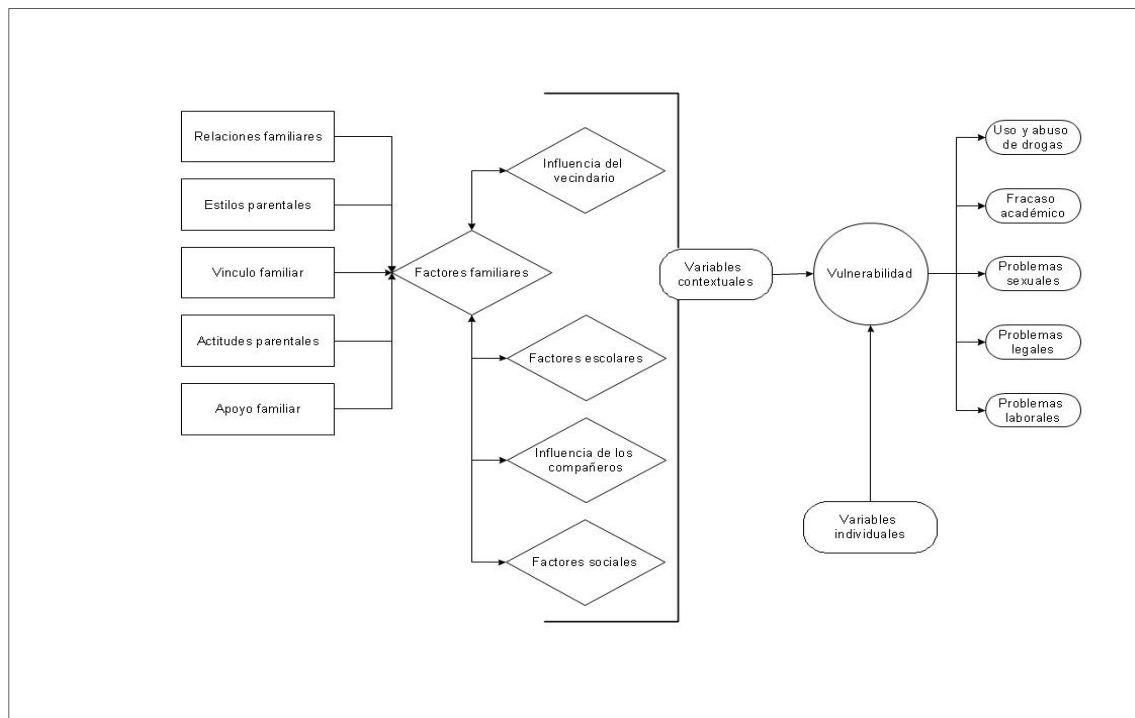 Relaciones familiares
Estilos parentales
Vinculo familiar
Actitudes parentales
Apoyo familiar
Factores familiares
Influencia del
vecindario
Factores escolares
Influencia de los
compañeros
Factores sociales
Variables
contextuales
Vulnerabilidad
Variables
individuales
Uso y abuso
de drogas
Fracaso
académico
Problemas
sexuales
Problemas
legales
Problemas
laborales